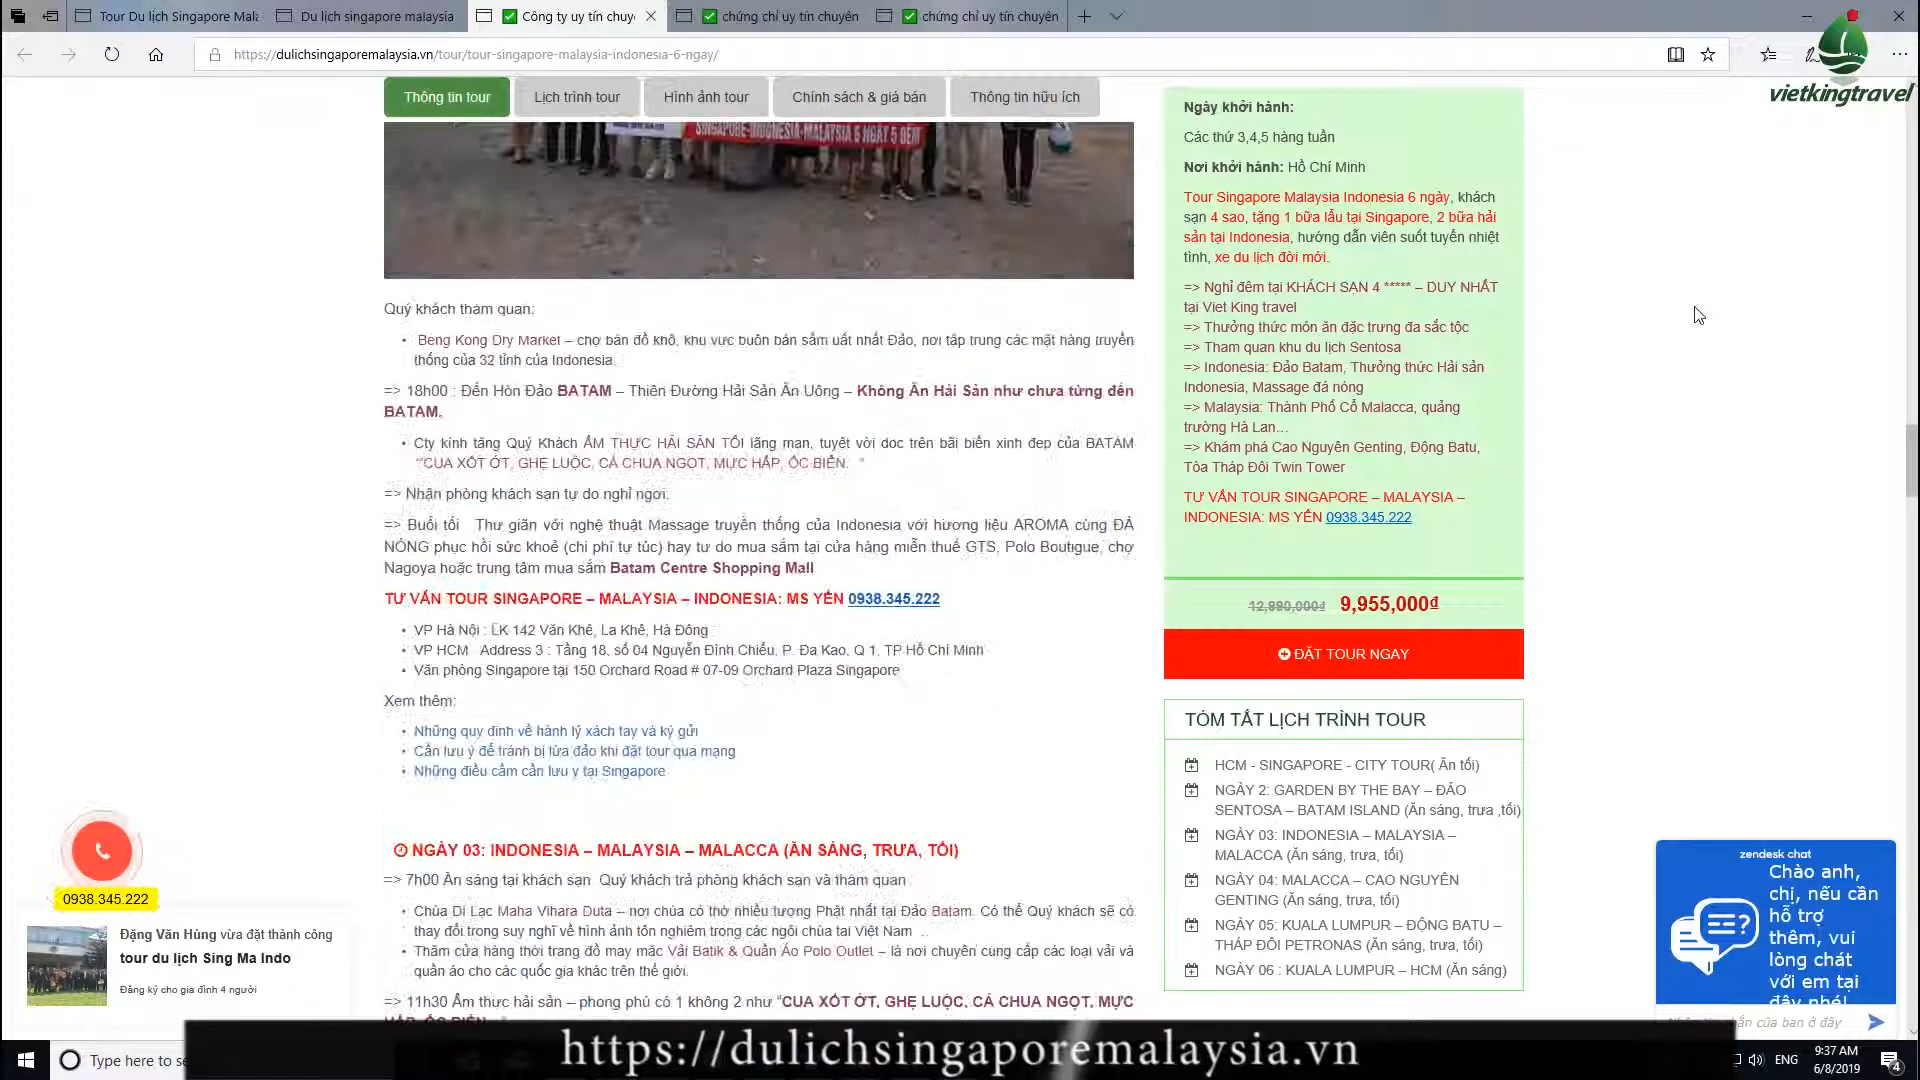 Tour Du lịch Singapore Mala
Du lịch singapore malaysia
Công ty uy tín chuy
chứng chỉ uy tín chuyên
chứng chỉ uy tín chuyên
https://dulichsingaporemalaysia.vn/tour/tour-singapore-malaysia-indonesia-6-ngay/
vietkingtravel
Thông tin tour
Lịch trình tour
Hình ảnh tour
Chính sách & giá bán
Thông tin hữu ích
SINGAPORE-INDONESIA-MALAYSIA 6 NGÀY 5 ĐÊM
Quý khách tham quan:
Beng Kong Dry Market – chợ bán đồ khô, khu vực buôn bán sầm uất nhất Đảo, nơi tập trung các mặt hàng truyền
thống của 32 tỉnh của Indonesia.
=> 18h00 : Đến Hòn Đảo BATAM – Thiên Đường Hải Sản Ăn Uống – Không Ăn Hải Sản như chưa từng đến
BATAM.
Cty kính tặng Quý Khách ẨM THỰC HẢI SẢN TỐI lãng mạn, tuyệt vời dọc trên bãi biển xinh đẹp của BATAM
“CUA XỐT ỚT, GHẸ LUỘC, CÁ CHUA NGỌT, MỰC HẤP, ỐC BIỂN. ”
=> Nhận phòng khách sạn tự do nghỉ ngơi.
=> Buổi tối Thư giãn với nghệ thuật Massage truyền thống của Indonesia với hương liệu AROMA cùng ĐÁ
NÓNG phục hồi sức khoẻ (chi phí tự túc) hay tự do mua sắm tại cửa hàng miễn thuế GTS, Polo Boutique, chợ
Nagoya hoặc trung tâm mua sắm Batam Centre Shopping Mall
TƯ VẤN TOUR SINGAPORE – MALAYSIA – INDONESIA: MS YẾN 0938.345.222
VP Hà Nội : LK 142 Văn Khê, La Khê, Hà Đông
VP HCM Address 3 : Tầng 18, số 04 Nguyễn Đình Chiểu, P. Đa Kao, Q 1, TP Hồ Chí Minh
Văn phòng Singapore tại 150 Orchard Road # 07-09 Orchard Plaza Singapore
Xem thêm:
Những quy định về hành lý xách tay và ký gửi
Cần lưu ý để tránh bị lừa đảo khi đặt tour qua mạng
Những điều cấm cần lưu ý tại Singapore
NGÀY 03: INDONESIA – MALAYSIA – MALACCA (ĂN SÁNG, TRƯA, TỐI)
=> 7h00 Ăn sáng tại khách sạn Quý khách trả phòng khách sạn và tham quan
Chùa Di Lạc Maha Vihara Duta – nơi chùa có thờ nhiều tượng Phật nhất tại Đảo Batam. Có thể Quý khách sẽ có
thay đổi trong suy nghĩ về hình ảnh tôn nghiêm trong các ngôi chùa tại Việt Nam ..
Thăm cửa hàng thời trang đồ may mặc Vải Batik & Quần Áo Polo Outlet – là nơi chuyên cung cấp các loại vải và
quần áo cho các quốc gia khác trên thế giới.
=> 11h30 Ẩm thực hải sản – phong phú có 1 không 2 như “CUA XỐT ỚT, GHẸ LUỘC, CÁ CHUA NGỌT, MỰC
HẤP, ỐC BIỂN
Ngày khởi hành:
Các thứ 3,4,5 hàng tuần
Nơi khởi hành: Hồ Chí Minh
Tour Singapore Malaysia Indonesia 6 ngày, khách
sạn 4 sao, tặng 1 bữa lẩu tại Singapore, 2 bữa hải
sản tại Indonesia, hướng dẫn viên suốt tuyến nhiệt
tình, xe du lịch đời mới.
=> Nghỉ đêm tại KHÁCH SẠN 4 ***** – DUY NHẤT
tại Viet King travel
=> Thưởng thức món ăn đặc trưng đa sắc tộc
=> Tham quan khu du lịch Sentosa
=> Indonesia: Đảo Batam, Thưởng thức Hải sản
Indonesia, Massage đá nóng
=> Malaysia: Thành Phố Cổ Malacca, quảng
trường Hà Lan…
=> Khám phá Cao Nguyên Genting, Động Batu,
Tòa Tháp Đôi Twin Tower
TƯ VẤN TOUR SINGAPORE – MALAYSIA –
INDONESIA: MS YẾN 0938.345.222
12,990,000₫ 9,955,000₫
ĐẶT TOUR NGAY
TÓM TẮT LỊCH TRÌNH TOUR
HCM - SINGAPORE - CITY TOUR( Ăn tối)
NGÀY 2: GARDEN BY THE BAY – ĐẢO
SENTOSA – BATAM ISLAND (Ăn sáng, trưa ,tối)
NGÀY 03: INDONESIA – MALAYSIA –
MALACCA (Ăn sáng, trưa, tối)
NGÀY 04: MALACCA – CAO NGUYÊN
GENTING (Ăn sáng, trưa, tối)
NGÀY 05: KUALA LUMPUR – ĐỘNG BATU –
THÁP ĐÔI PETRONAS (Ăn sáng, trưa, tối)
NGÀY 06 : KUALA LUMPUR – HCM (Ăn sáng)
0938.345.222
Đặng Văn Hùng vừa đặt thành công
tour du lịch Sing Ma Indo
Đăng ký cho gia đình 4 người
zendesk chat
Chào anh,
chị, nếu cần
hỗ trợ
thêm, vui
lòng chát
với em tại
đây nhé!
nhắn của bạn ở đây
https://dulichsingaporemalaysia.vn
Type here to se
ENG
9:37 AM
6/8/2019
4